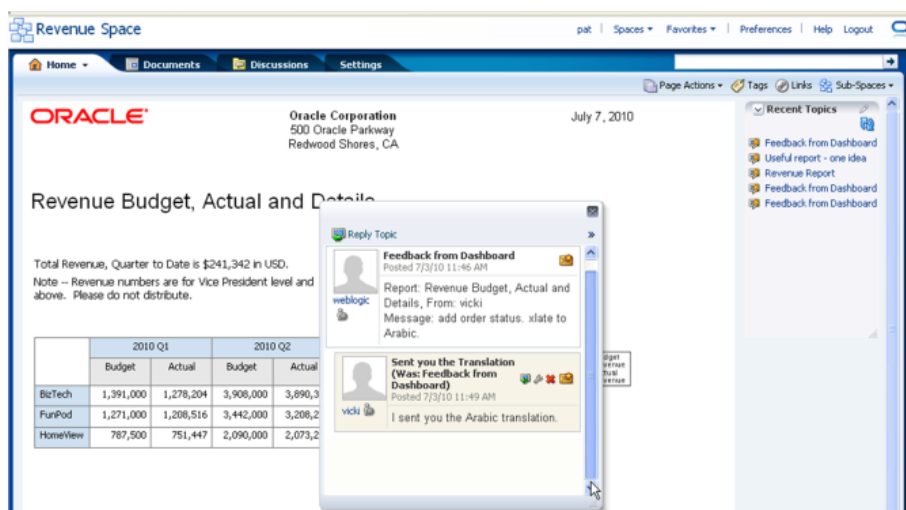 Revenue Space
pat | Spaces Favorites | Preferences | Help Logout
Home Documents Discussions Settings
Page Actions Tags Links Sub-Spaces
ORACLE
Oracle Corporation
500 Oracle Parkway
Redwood Shores, CA
July 7, 2010
Revenue Budget, Actual and Details
Total Revenue, Quarter to Date is $241,342 in USD.
Note -- Revenue numbers are for Vice President level and
above. Please do not distribute.
2010 Q1 2010 Q2
Budget Actual Budget Actual
BizTech 1,391,000 1,278,204 3,908,000 3,890,3
FunPod 1,271,000 1,208,516 3,442,000 3,208,2
HomeView 787,500 751,447 2,090,000 2,073,2
Reply Topic
Feedback from Dashboard
Posted 7/3/10 11:46 AM
weblogic
Report: Revenue Budget, Actual and
Details, From: vicki
Message: add order status. xlate to
Arabic.
Sent you the Translation
(Was: Feedback from
Dashboard)
Posted 7/3/10 11:49 AM
vicki
I sent you the Arabic translation.
Recent Topics
Feedback from Dashboard
Useful report - one idea
Revenue Report
Feedback from Dashboard
Feedback from Dashboard